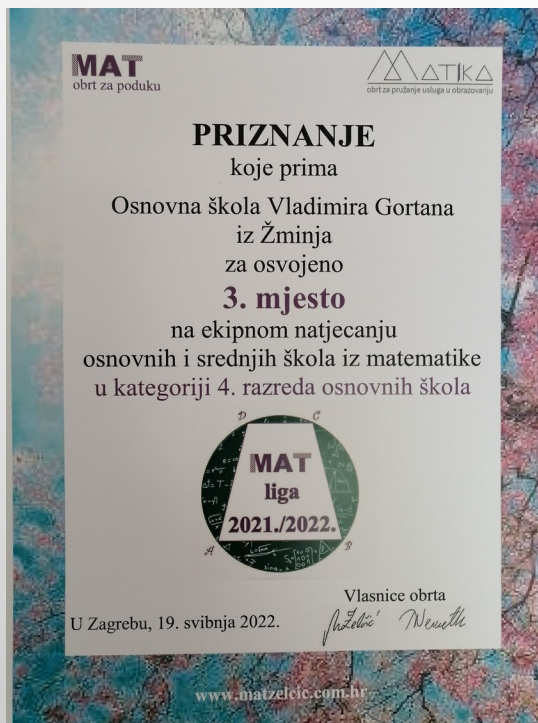 MAT
obrt za poduku
MATIKA
obrt za pružanje usluga u obrazovanju
PRIZNANJE
koje prima
Osnovna škola Vladimira Gortana
iz Žminja
za osvojeno
3. mjesto
na ekipnom natjecanju
osnovnih i srednjih škola iz matematike
u kategoriji 4. razreda osnovnih škola
D C
MAT
liga
2021./2022.
A B
Vlasnice obrta
U Zagrebu, 19. svibnja 2022.
www.matzelcic.com.hr